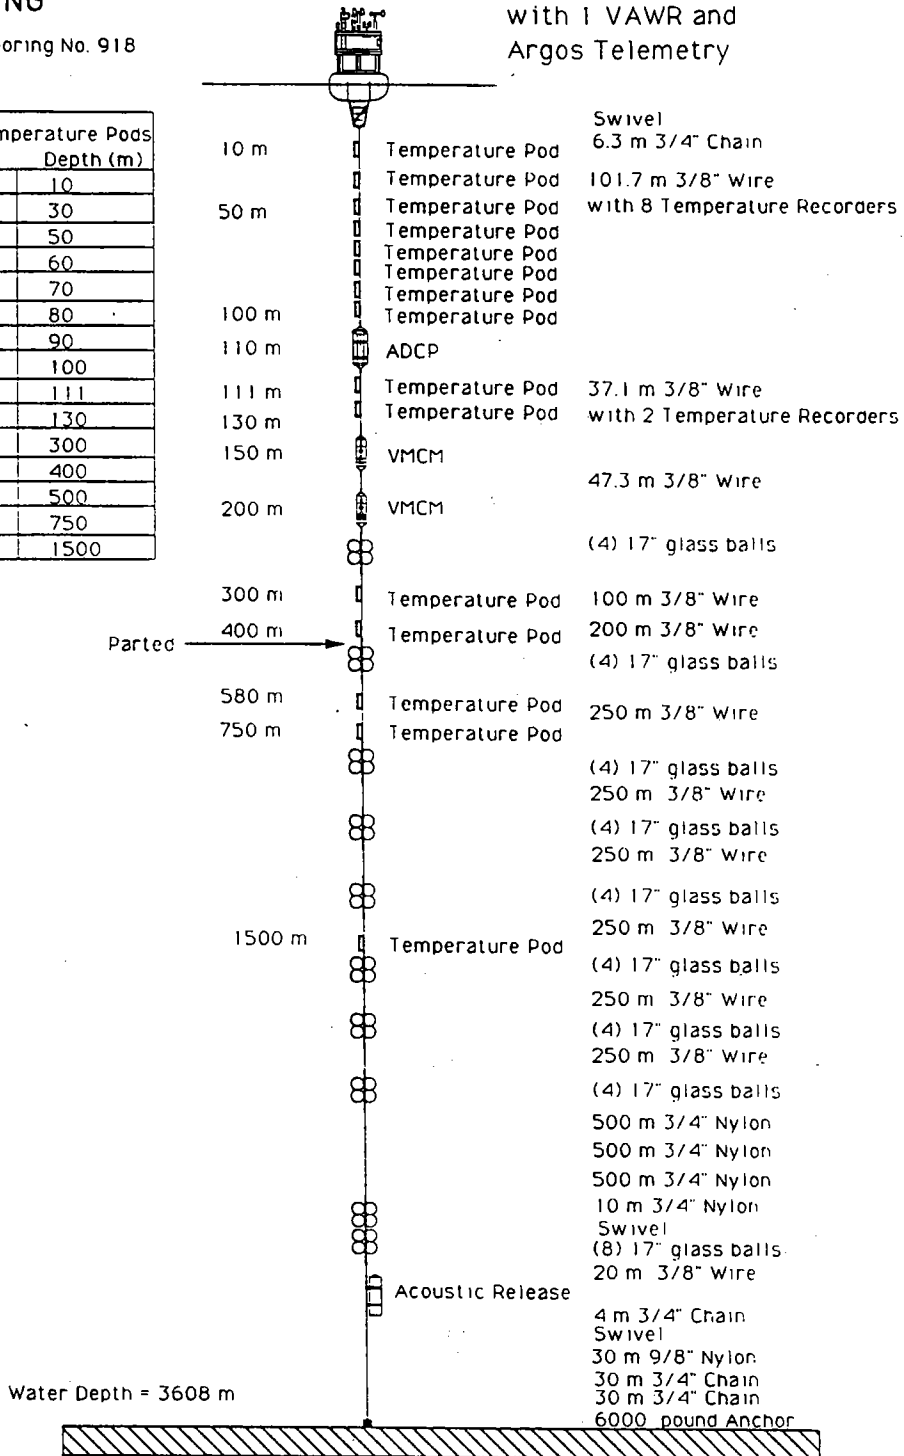 NG
with 1 VAWR and
oring No. 918
Argos Telemetry
mperature Pods
Depth (m)
10
30
50
60
70
80
90
100
111
130
300
400
500
750
1500
Swivel
10 m Temperature Pod 6.3 m 3/4" Chain
Temperature Pod 101.7 m 3/8" Wire
50 m Temperature Pod with 8 Temperature Recorders
Temperature Pod
Temperature Pod
Temperature Pod
Temperature Pod
100 m Temperature Pod
110 m ADCP
111 m Temperature Pod 37.1 m 3/8" Wire
130 m Temperature Pod with 2 Temperature Recorders
150 m VMCM
47.3 m 3/8" Wire
200 m VMCM
(4) 17" glass balls
300 m Temperature Pod 100 m 3/8" Wire
400 m Temperature Pod 200 m 3/8" Wire
Parted
(4) 17" glass balls
580 m Temperature Pod 250 m 3/8" Wire
750 m Temperature Pod
(4) 17" glass balls
250 m 3/8" Wire
(4) 17" glass balls
250 m 3/8" Wire
(4) 17" glass balls
250 m 3/8" Wire
1500 m Temperature Pod
(4) 17" glass balls
250 m 3/8" Wire
(4) 17" glass balls
250 m 3/8" Wire
(4) 17" glass balls
500 m 3/4" Nylon
500 m 3/4" Nylon
500 m 3/4" Nylon
10 m 3/4" Nylon
Swivel
(8) 17" glass balls
20 m 3/8" Wire
Acoustic Release
4 m 3/4" Chain
Swivel
30 m 9/8" Nylon
30 m 3/4" Chain
Water Depth = 3608 m 30 m 3/4" Chain
6000 pound Anchor